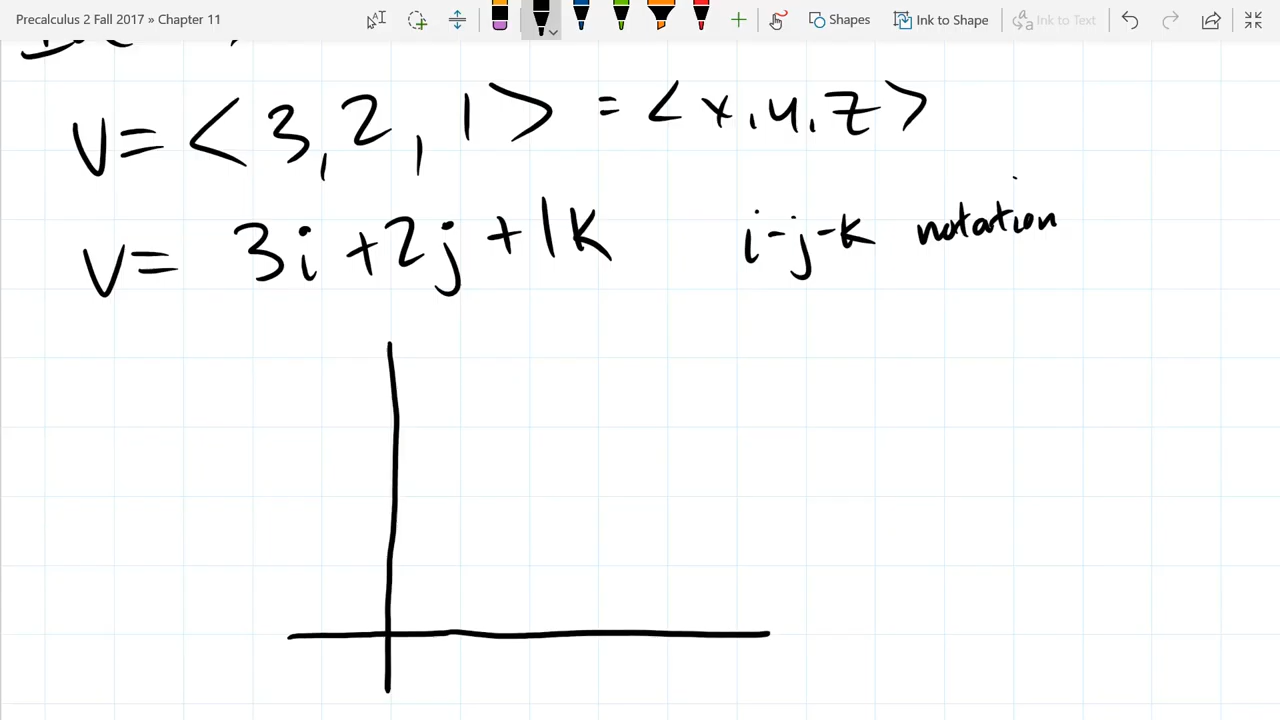 Precalculus 2 Fall 2017 » Chapter 11
Shapes
Ink to Shape
Ink to Text
V = < 3, 2, 1 > = < x, y, z >
V = 3i + 2j + 1k
i-j-k notation